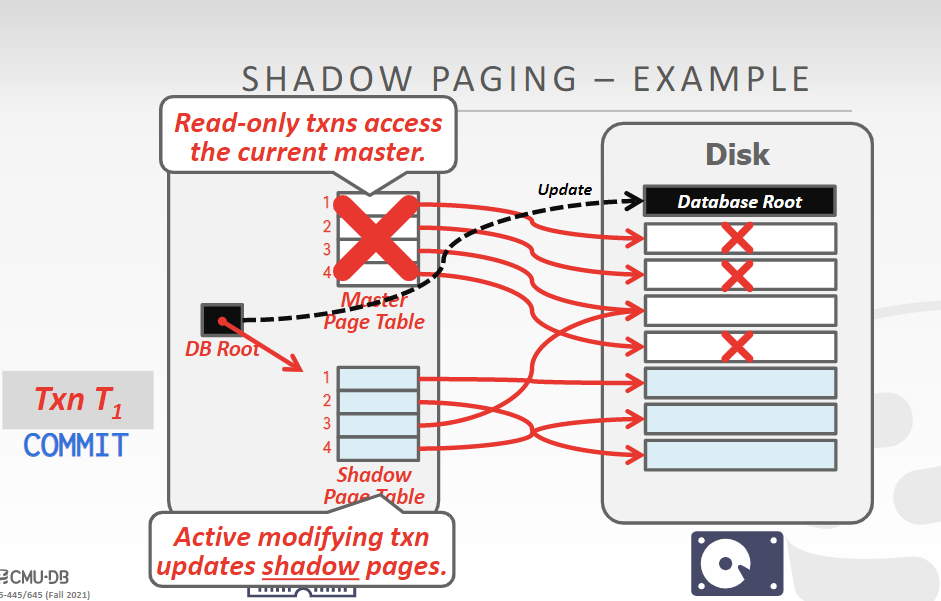 SHADOW PAGING – EXAMPLE
Read-only txns access
the current master.
Disk
Update
Database Root
1
2
3
4
Master
Page Table
DB Root
Txn T1
COMMIT
1
2
3
4
Shadow
Page Table
Active modifying txn
updates shadow pages.
CMU·DB
5-445/645 (Fall 2021)